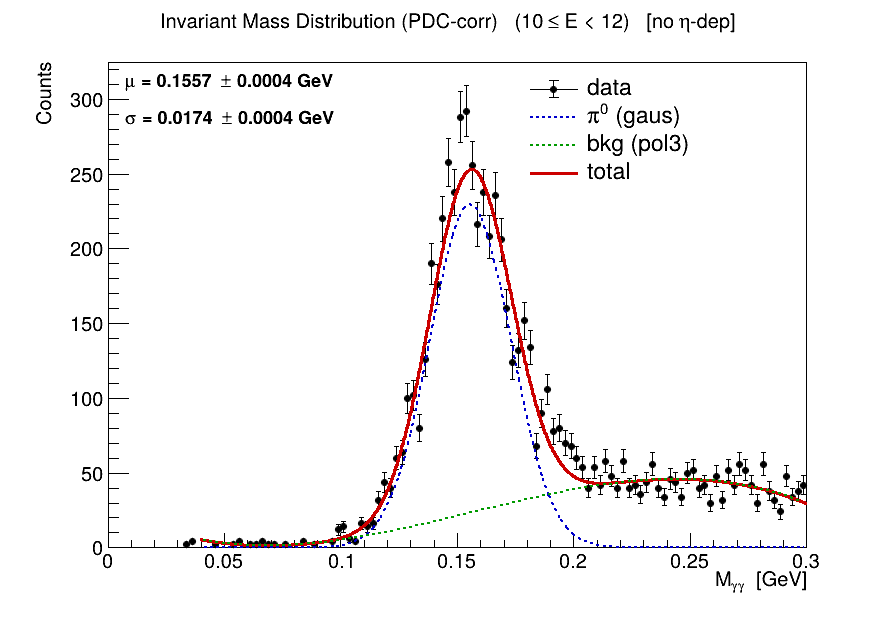 Invariant Mass Distribution (PDC-corr) (10 ≤ E < 12) [no η-dep]
Counts
μ = 0.1557 ± 0.0004 GeV
σ = 0.0174 ± 0.0004 GeV
data
π⁰ (gaus)
bkg (pol3)
total
300
250
200
150
100
50
0
0 0.05 0.1 0.15 0.2 0.25 0.3
Mγγ [GeV]